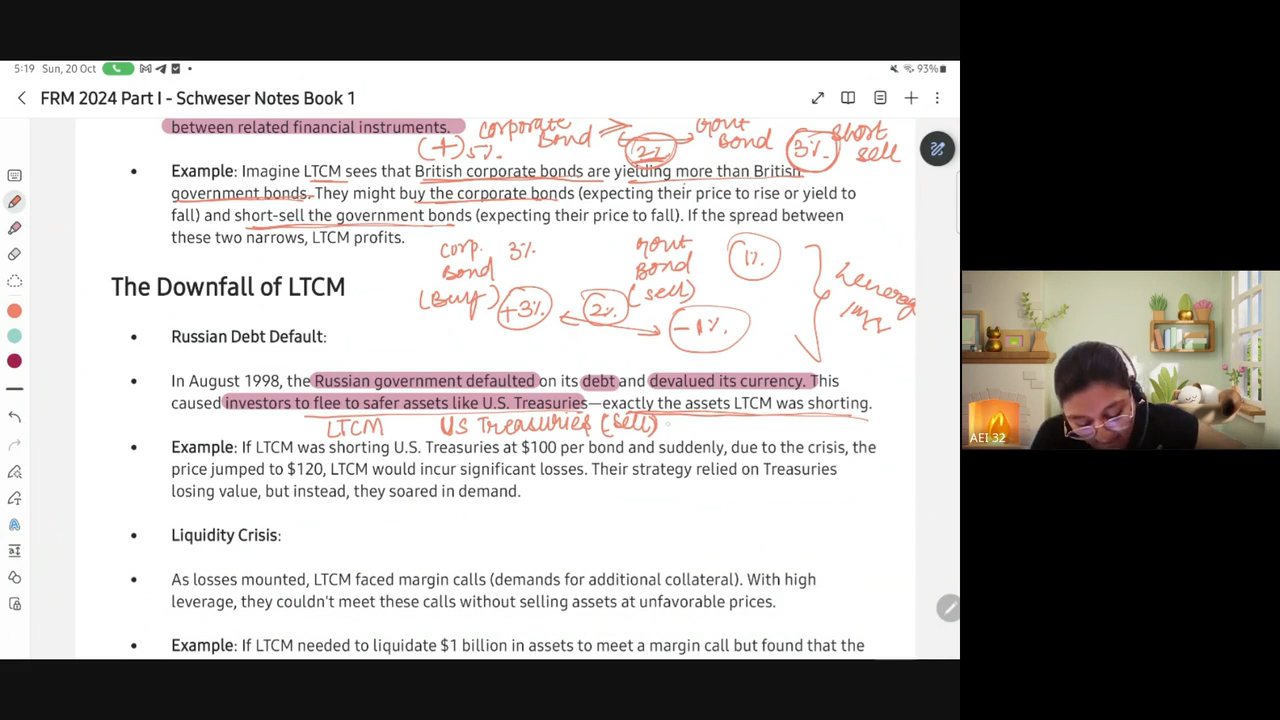 5:19 Sun, 20 Oct 93%
FRM 2024 Part I - Schweser Notes Book 1
between related financial instruments.
corporate bond
(+) 5%
2%
Govt Bond
3%
short sell
• Example: Imagine LTCM sees that British corporate bonds are yielding more than British
government bonds. They might buy the corporate bonds (expecting their price to rise or yield to
fall) and short-sell the government bonds (expecting their price to fall). If the spread between
these two narrows, LTCM profits.
corp. 3%
Bond
(Buy) +3%
2%
Govt 1%
Bond
(sell)
-1%
Leverage
The Downfall of LTCM
• Russian Debt Default:
• In August 1998, the Russian government defaulted on its debt and devalued its currency. This
caused investors to flee to safer assets like U.S. Treasuries—exactly the assets LTCM was shorting.
LTCM US Treasuries (sell)
• Example: If LTCM was shorting U.S. Treasuries at $100 per bond and suddenly, due to the crisis, the
price jumped to $120, LTCM would incur significant losses. Their strategy relied on Treasuries
losing value, but instead, they soared in demand.
• Liquidity Crisis:
• As losses mounted, LTCM faced margin calls (demands for additional collateral). With high
leverage, they couldn't meet these calls without selling assets at unfavorable prices.
• Example: If LTCM needed to liquidate $1 billion in assets to meet a margin call but found that the
AEI 32